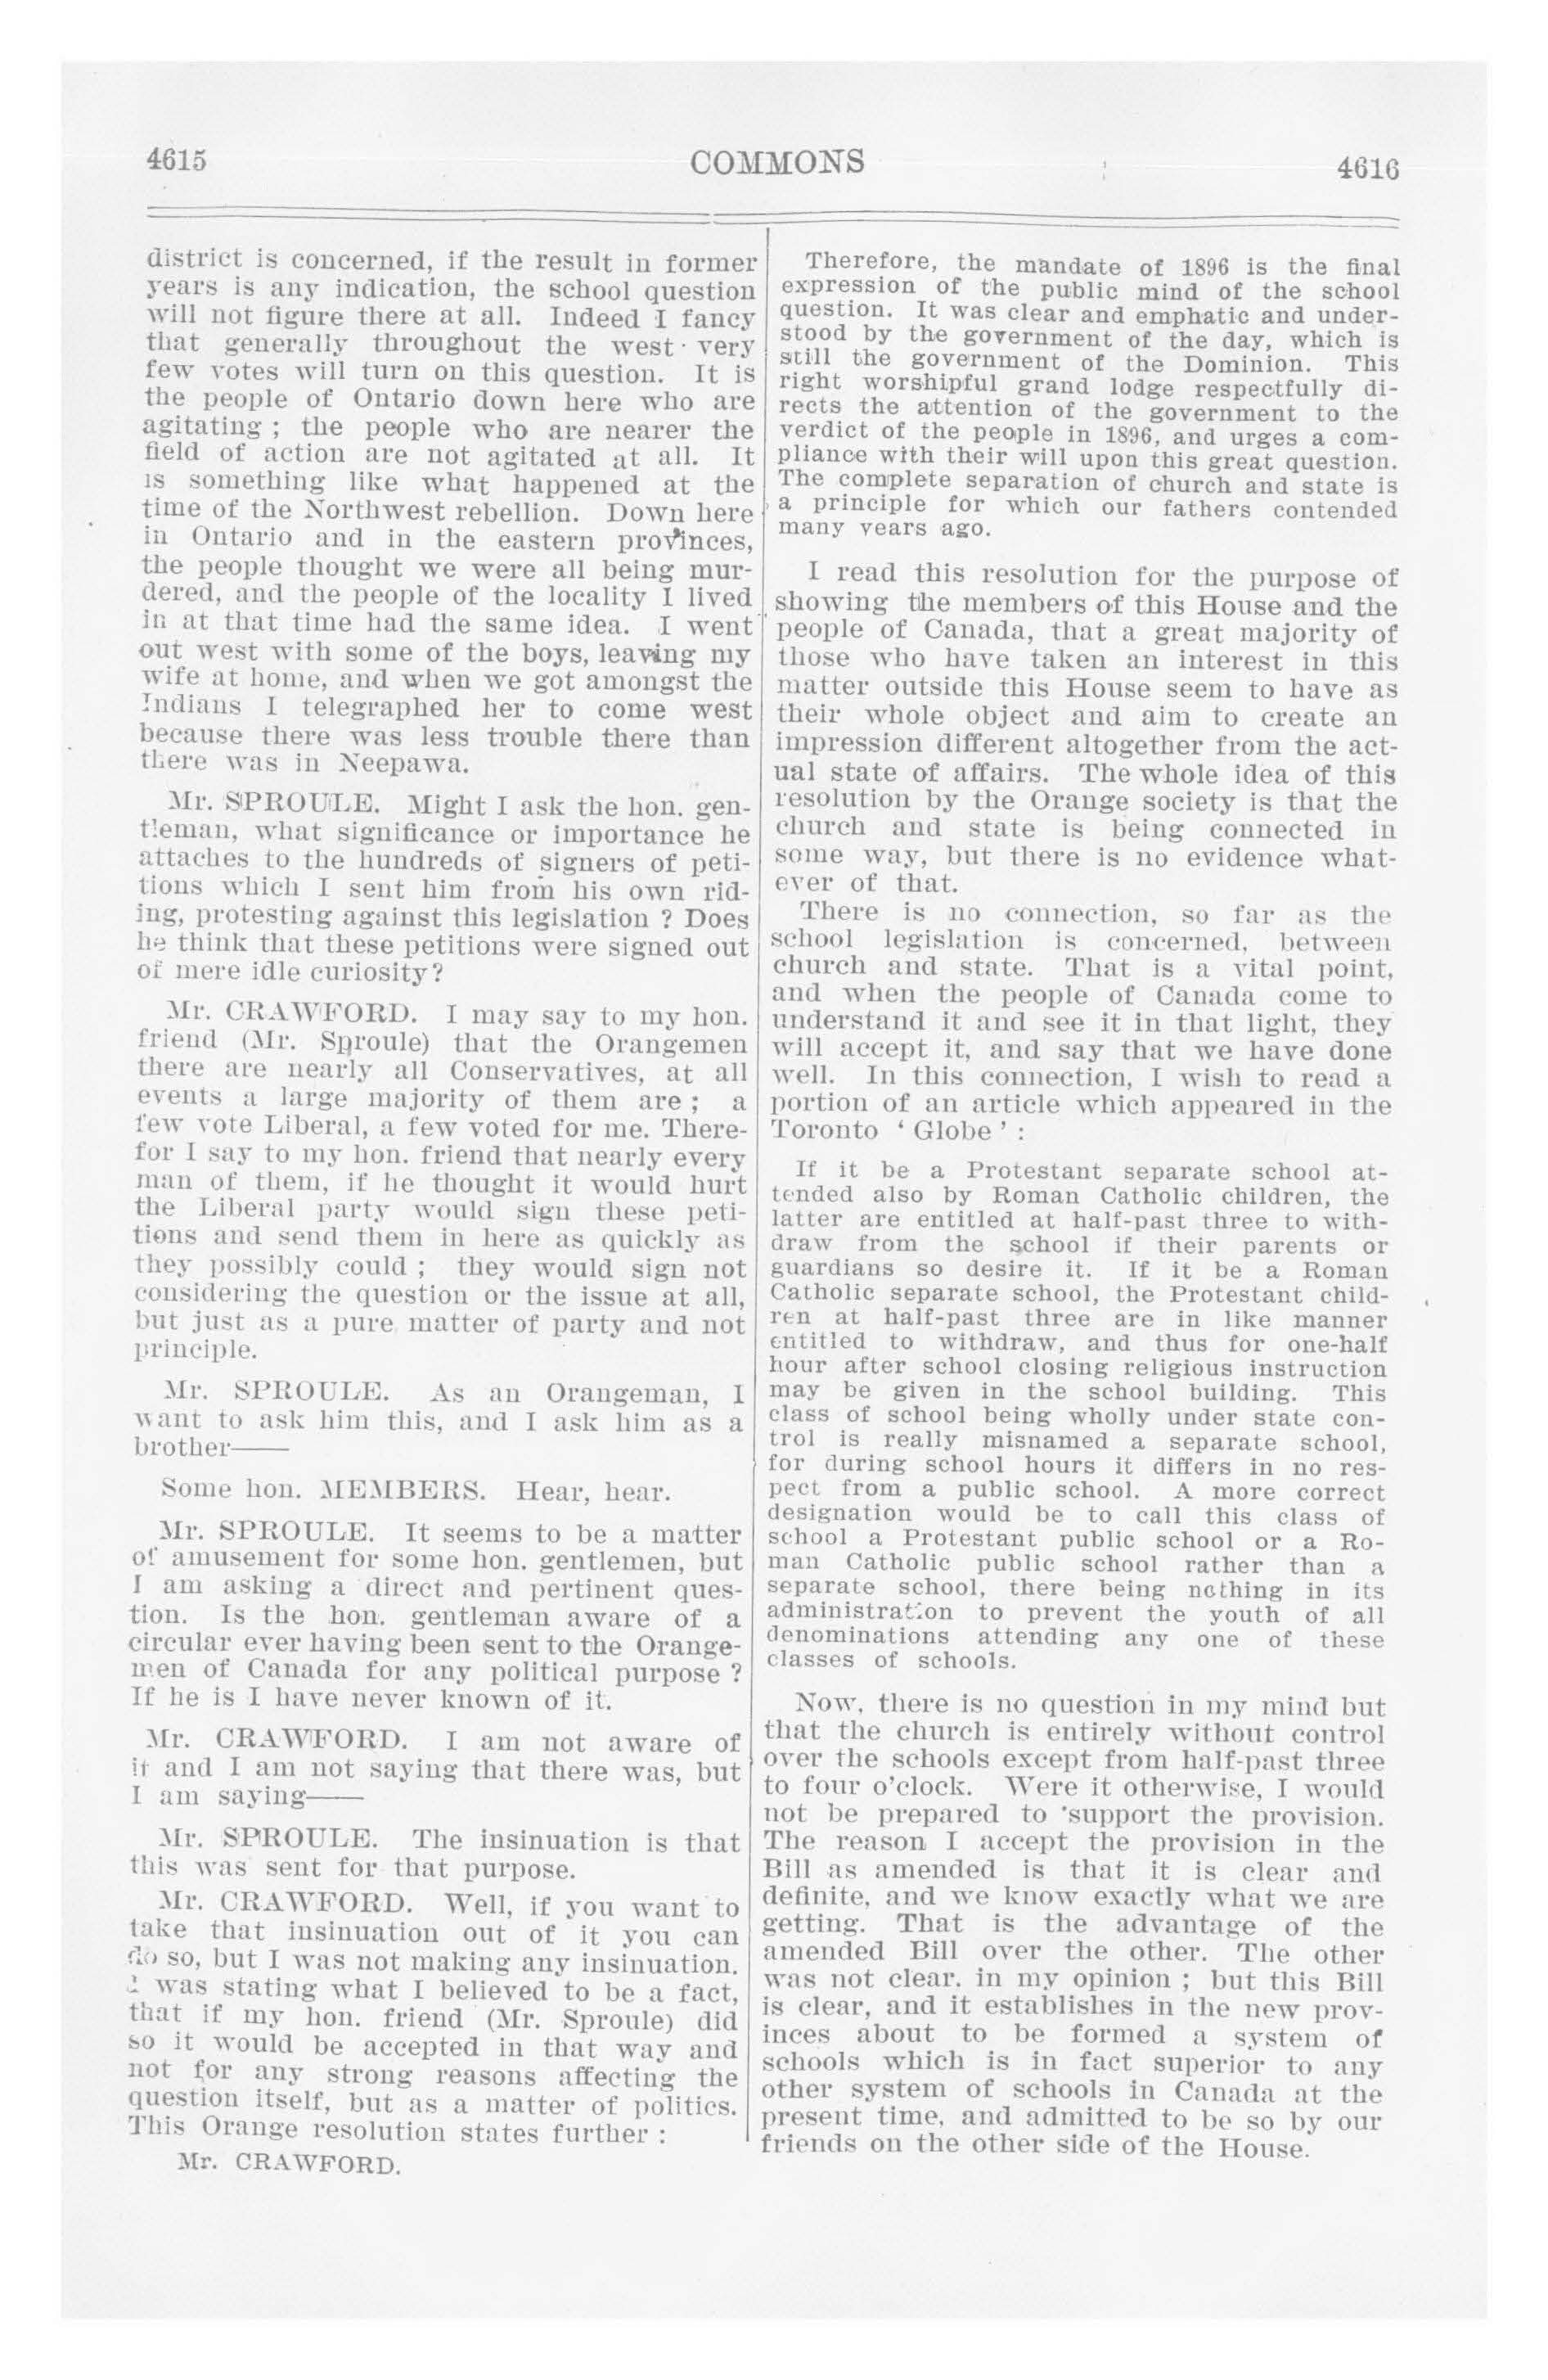 4615
COMMONS
4616
district is concerned, if the result in former
years is any indication, the school question
will not figure there at all. Indeed I fancy
that generally throughout the west very
few votes will turn on this question. It is
the people of Ontario down here who are
agitating ; the people who are nearer the
field of action are not agitated at all. It
is something like what happened at the
time of the Northwest rebellion. Down here
in Ontario and in the eastern provinces,
the people thought we were all being mur-
dered, and the people of the locality I lived
in at that time had the same idea. I went
out west with some of the boys, leaving my
wife at home, and when we got amongst the
Indians I telegraphed her to come west
because there was less trouble there than
there was in Neepawa.
Mr. SPROULE. Might I ask the hon. gen-
tleman, what significance or importance he
attaches to the hundreds of signers of peti-
tions which I sent him from his own rid-
ing, protesting against this legislation ? Does
he think that these petitions were signed out
of mere idle curiosity?
Mr. CRAWFORD. I may say to my hon.
friend (Mr. Sproule) that the Orangemen
there are nearly all Conservatives, at all
events a large majority of them are ; a
few vote Liberal, a few voted for me. There-
for I say to my hon. friend that nearly every
man of them, if he thought it would hurt
the Liberal party would sign these peti-
tions and send them in here as quickly as
they possibly could ; they would sign not
considering the question or the issue at all,
but just as a pure matter of party and not
principle.
Mr. SPROULE. As an Orangeman, I
want to ask him this, and I ask him as a
brother——
Some hon. MEMBERS. Hear, hear.
Mr. SPROULE. It seems to be a matter
of amusement for some hon. gentlemen, but
I am asking a direct and pertinent ques-
tion. Is the hon. gentleman aware of a
circular ever having been sent to the Orange-
men of Canada for any political purpose ?
If he is I have never known of it.
Mr. CRAWFORD. I am not aware of
it and I am not saying that there was, but
I am saying——
Mr. SPROULE. The insinuation is that
this was sent for that purpose.
Mr. CRAWFORD. Well, if you want to
take that insinuation out of it you can
do so, but I was not making any insinuation.
I was stating what I believed to be a fact,
that if my hon. friend (Mr. Sproule) did
so it would be accepted in that way and
not for any strong reasons affecting the
question itself, but as a matter of politics.
This Orange resolution states further :
Mr. CRAWFORD.
Therefore, the mandate of 1896 is the final
expression of the public mind of the school
question. It was clear and emphatic and under-
stood by the government of the day, which is
still the government of the Dominion. This
right worshipful grand lodge respectfully di-
rects the attention of the government to the
verdict of the people in 1896, and urges a com-
pliance with their will upon this great question.
The complete separation of church and state is
a principle for which our fathers contended
many years ago.
I read this resolution for the purpose of
showing the members of this House and the
people of Canada, that a great majority of
those who have taken an interest in this
matter outside this House seem to have as
their whole object and aim to create an
impression different altogether from the act-
ual state of affairs. The whole idea of this
resolution by the Orange society is that the
church and state is being connected in
some way, but there is no evidence what-
ever of that.
There is no connection, so far as the
school legislation is concerned, between
church and state. That is a vital point,
and when the people of Canada come to
understand it and see it in that light, they
will accept it, and say that we have done
well. In this connection, I wish to read a
portion of an article which appeared in the
Toronto ‘ Globe ’ :
If it be a Protestant separate school at-
tended also by Roman Catholic children, the
latter are entitled at half-past three to with-
draw from the school if their parents or
guardians so desire it. If it be a Roman
Catholic separate school, the Protestant child-
ren at half-past three are in like manner
entitled to withdraw, and thus for one-half
hour after school closing religious instruction
may be given in the school building. This
class of school being wholly under state con-
trol is really misnamed a separate school,
for during school hours it differs in no res-
pect from a public school. A more correct
designation would be to call this class of
school a Protestant public school or a Ro-
man Catholic public school rather than a
separate school, there being nothing in its
administration to prevent the youth of all
denominations attending any one of these
classes of schools.
Now, there is no question in my mind but
that the church is entirely without control
over the schools except from half-past three
to four o’clock. Were it otherwise, I would
not be prepared to support the provision.
The reason I accept the provision in the
Bill as amended is that it is clear and
definite, and we know exactly what we are
getting. That is the advantage of the
amended Bill over the other. The other
was not clear. in my opinion ; but this Bill
is clear, and it establishes in the new prov-
inces about to be formed a system of
schools which is in fact superior to any
other system of schools in Canada at the
present time, and admitted to be so by our
friends on the other side of the House.